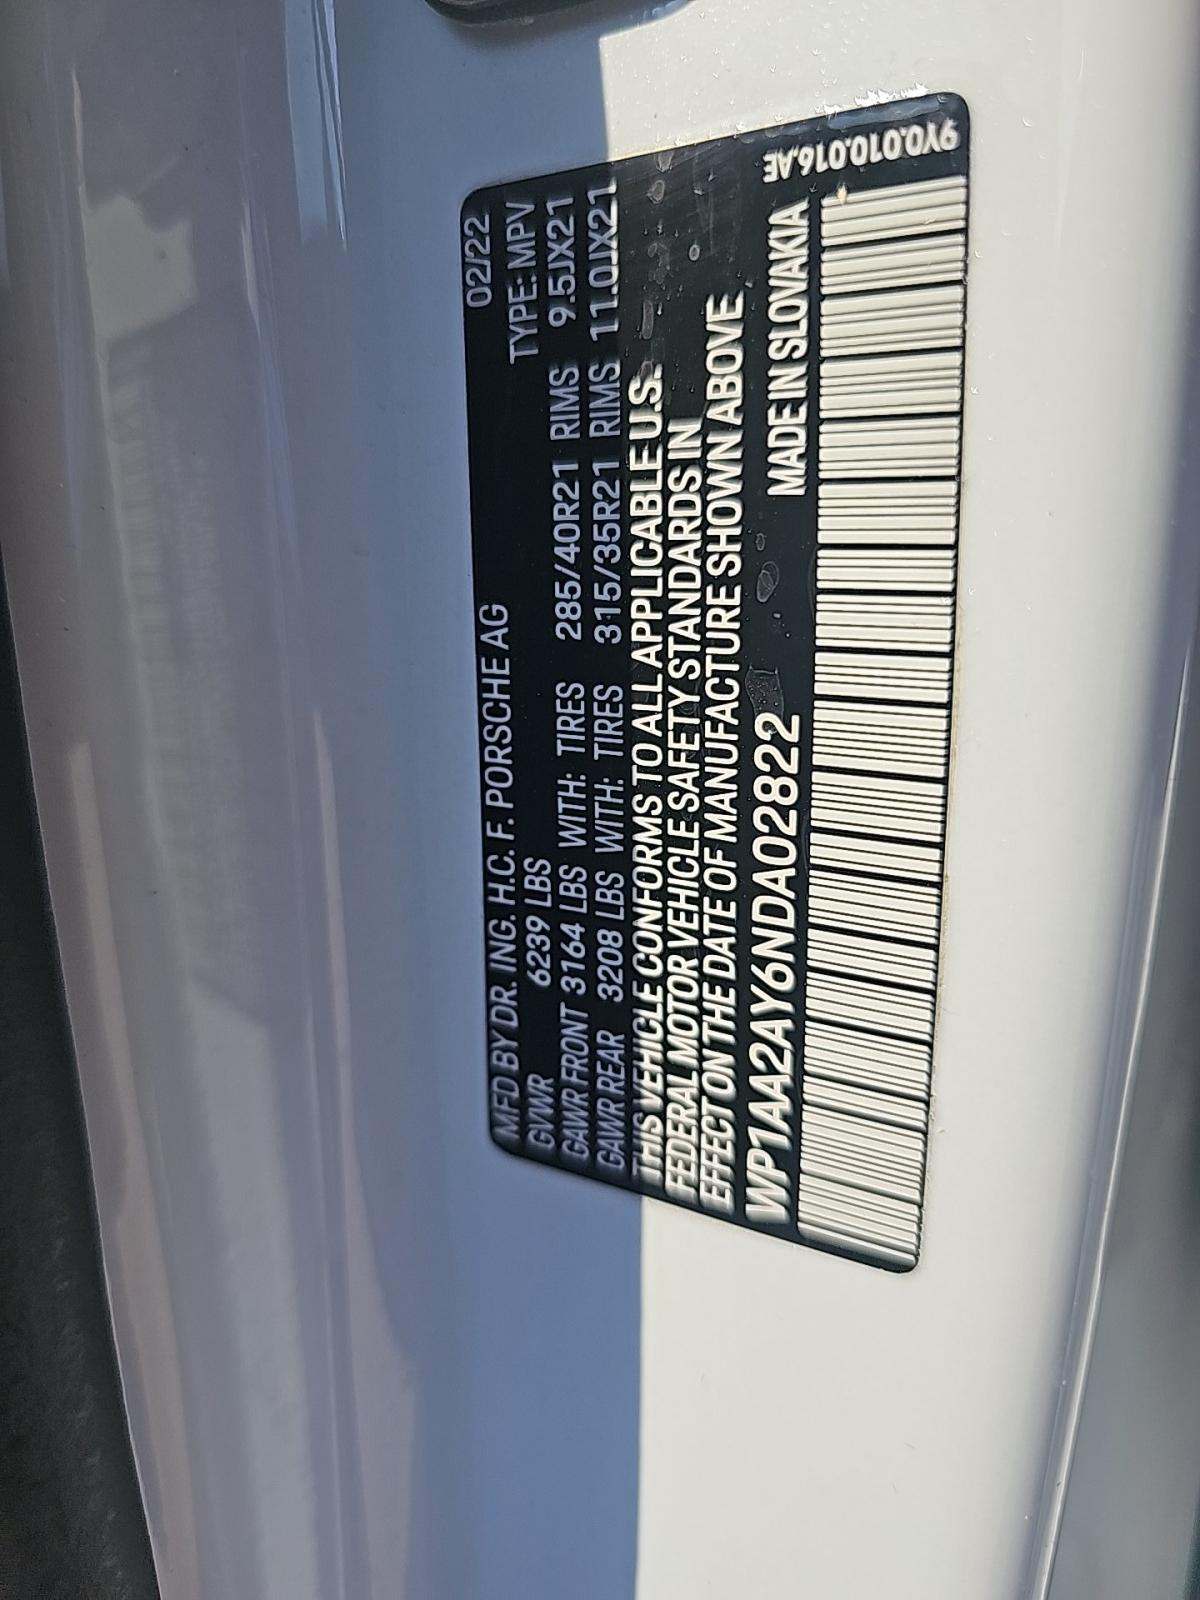 MFD BY DR. ING. H.C. F. PORSCHE AG 02/22
GVWR 6239 LBS TYPE: MPV
GAWR FRONT 3164 LBS WITH: TIRES 285/40R21 RIMS 9.5JX21
GAWR REAR 3208 LBS WITH: TIRES 315/35R21 RIMS 11.0JX21
THIS VEHICLE CONFORMS TO ALL APPLICABLE U.S.
FEDERAL MOTOR VEHICLE SAFETY STANDARDS IN
EFFECT ON THE DATE OF MANUFACTURE SHOWN ABOVE
WP1AA2AY6NDA02822 MADE IN SLOVAKIA
9Y0.010.016.AE